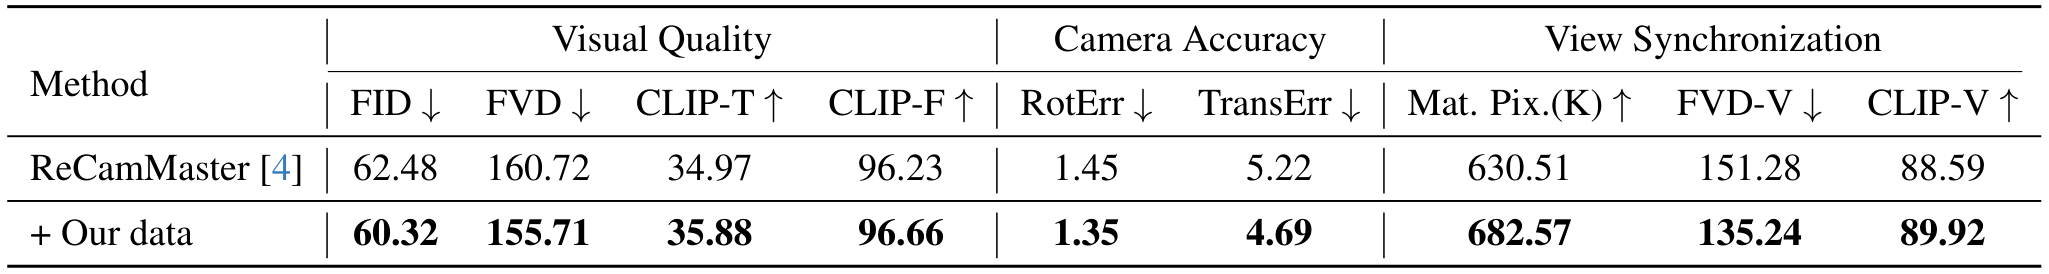 Visual Quality Camera Accuracy View Synchronization
Method
FID ↓ FVD ↓ CLIP-T ↑ CLIP-F ↑ RotErr ↓ TransErr ↓ Mat. Pix.(K) ↑ FVD-V ↓ CLIP-V ↑
ReCamMaster [4] 62.48 160.72 34.97 96.23 1.45 5.22 630.51 151.28 88.59
+ Our data 60.32 155.71 35.88 96.66 1.35 4.69 682.57 135.24 89.92